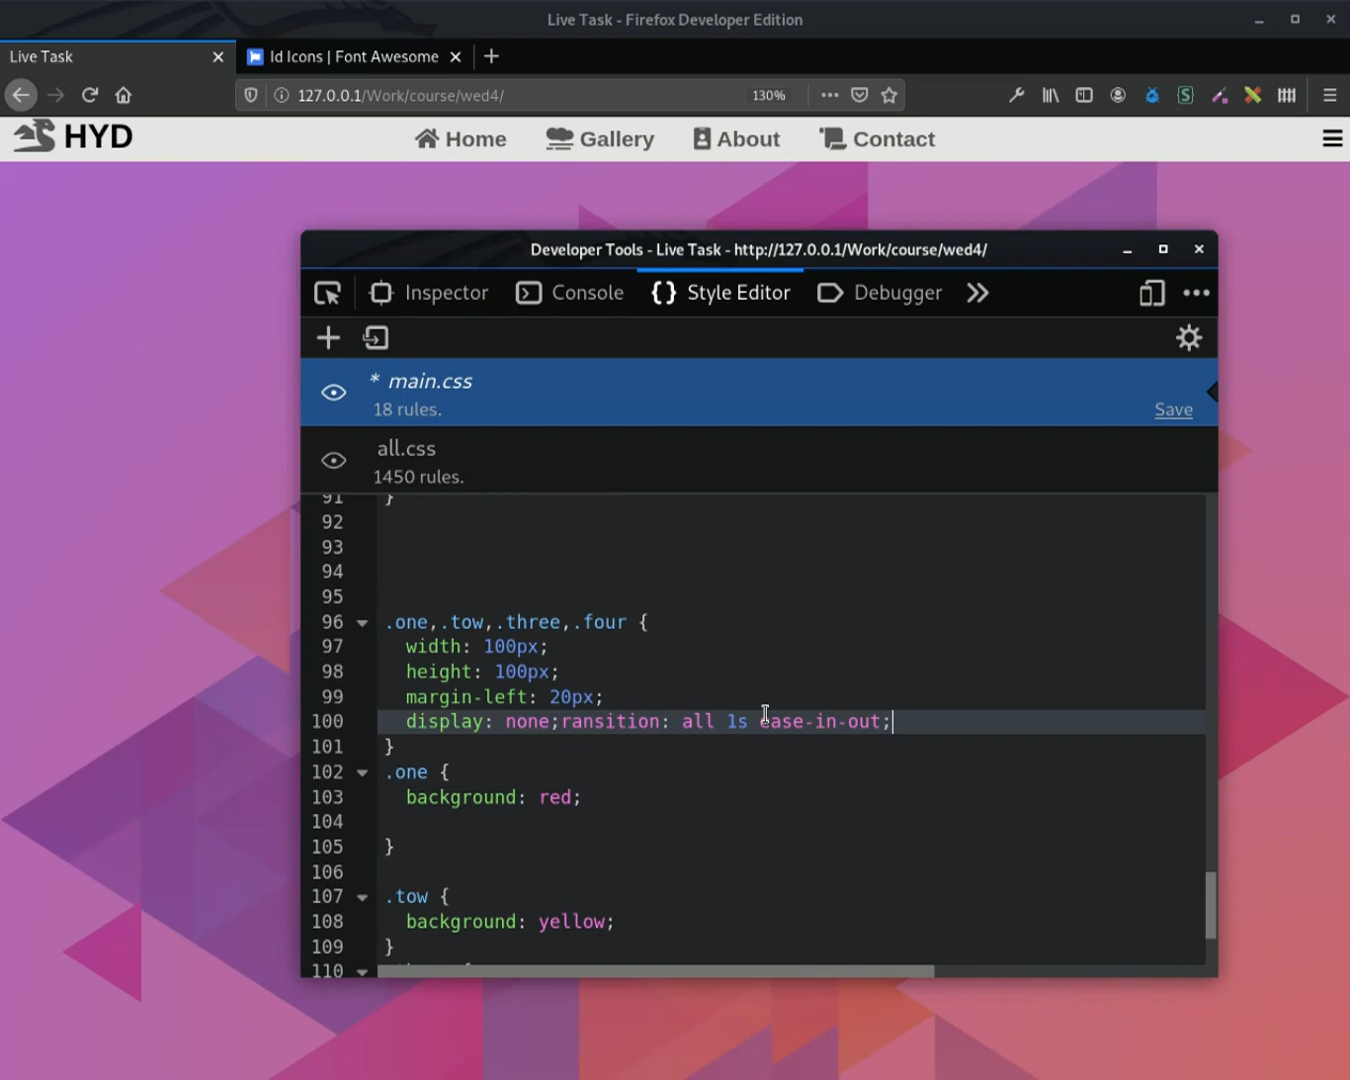 Live Task - Firefox Developer Edition
Live Task
Id Icons | Font Awesome
127.0.0.1/Work/course/wed4/
130%
HYD
Home
Gallery
About
Contact
Developer Tools - Live Task - http://127.0.0.1/Work/course/wed4/
Inspector
Console
Style Editor
Debugger
* main.css
18 rules.
Save
all.css
1450 rules.
91 }
92
93
94
95
96 .one,.tow,.three,.four {
97 width: 100px;
98 height: 100px;
99 margin-left: 20px;
100 display: none;ransition: all 1s ease-in-out;
101 }
102 .one {
103 background: red;
104
105 }
106
107 .tow {
108 background: yellow;
109 }
110